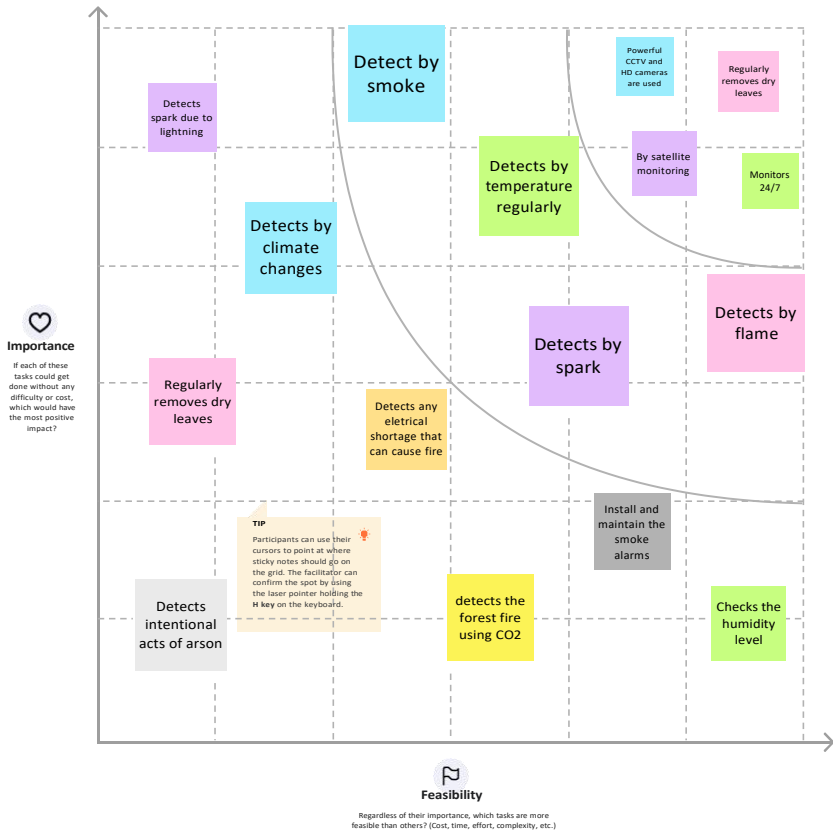 Detect by
smoke
Powerful
CCTV and
HD cameras
are used
Regularly
removes dry
leaves
Detects
spark due to
lightning
Detects by
temperature
regularly
By satellite
monitoring
Monitors
24/7
Detects by
climate
changes
Detects by
flame
Detects by
spark
Importance
If each of these
tasks could get
done without any
difficulty or cost,
which would have
the most positive
impact?
Regularly
removes dry
leaves
Detects any
eletrical
shortage that
can cause fire
Install and
maintain the
smoke
alarms
TIP
Participants can use their
cursors to point at where
sticky notes should go on
the grid. The facilitator can
confirm the spot by using
the laser pointer holding the
H key on the keyboard.
Detects
intentional
acts of arson
detects the
forest fire
using CO2
Checks the
humidity
level
Feasibility
Regardless of their importance, which tasks are more
feasible than others? (Cost, time, effort, complexity, etc.)